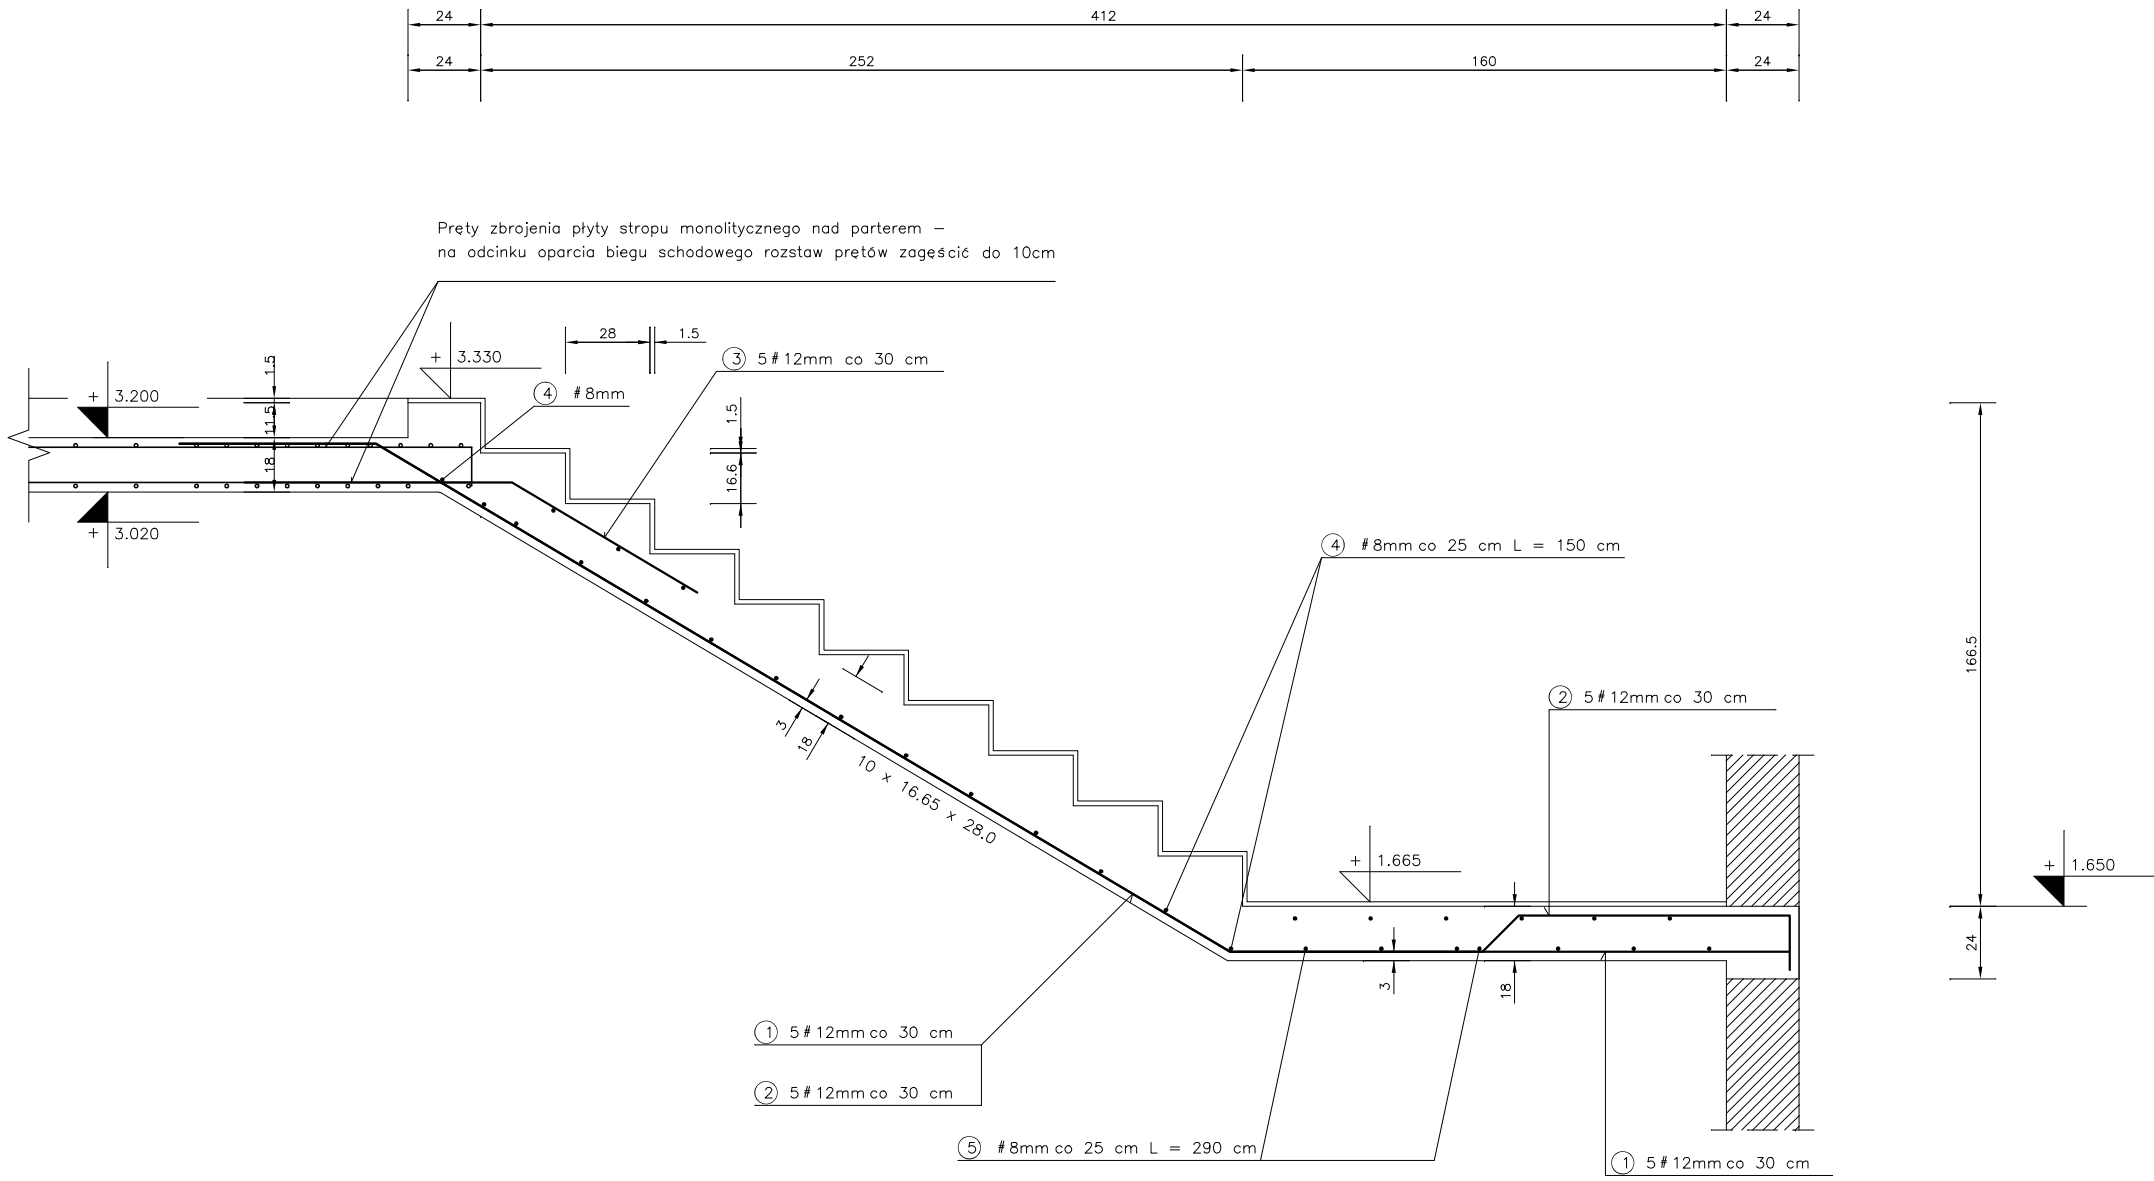 24
412
24
24
252
160
24
Pręty zbrojenia płyty stropu monolitycznego nad parterem –
na odcinku oparcia biegu schodowego rozstaw prętów zagęścić do 10cm
28
1.5
+ 3.330
3 5#12mm co 30 cm
4 #8mm
1.5
+ 3.200
11.5
1.5
18
16.6
+ 3.020
4 #8mm co 25 cm L = 150 cm
166.5
2 5#12mm co 30 cm
3
18
10 x 16.65 x 28.0
+ 1.665
+ 1.650
24
3
18
1 5#12mm co 30 cm
2 5#12mm co 30 cm
5 #8mm co 25 cm L = 290 cm
1 5#12mm co 30 cm